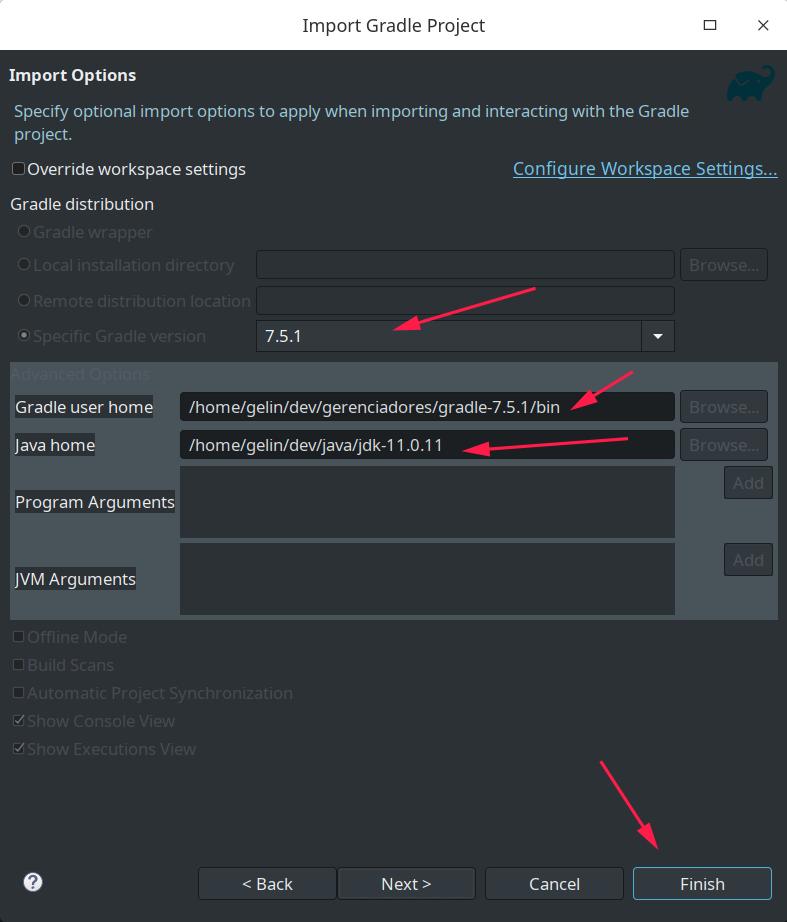 Import Gradle Project
Import Options
Specify optional import options to apply when importing and interacting with the Gradle
project.
Override workspace settings
Configure Workspace Settings...
Gradle distribution
Gradle wrapper
Local installation directory
Browse...
Remote distribution location
Specific Gradle version
7.5.1
Advanced Options
Gradle user home
/home/gelin/dev/gerenciadores/gradle-7.5.1/bin
Browse...
Java home
/home/gelin/dev/java/jdk-11.0.11
Browse...
Program Arguments
Add
JVM Arguments
Add
Offline Mode
Build Scans
Automatic Project Synchronization
Show Console View
Show Executions View
?
< Back
Next >
Cancel
Finish